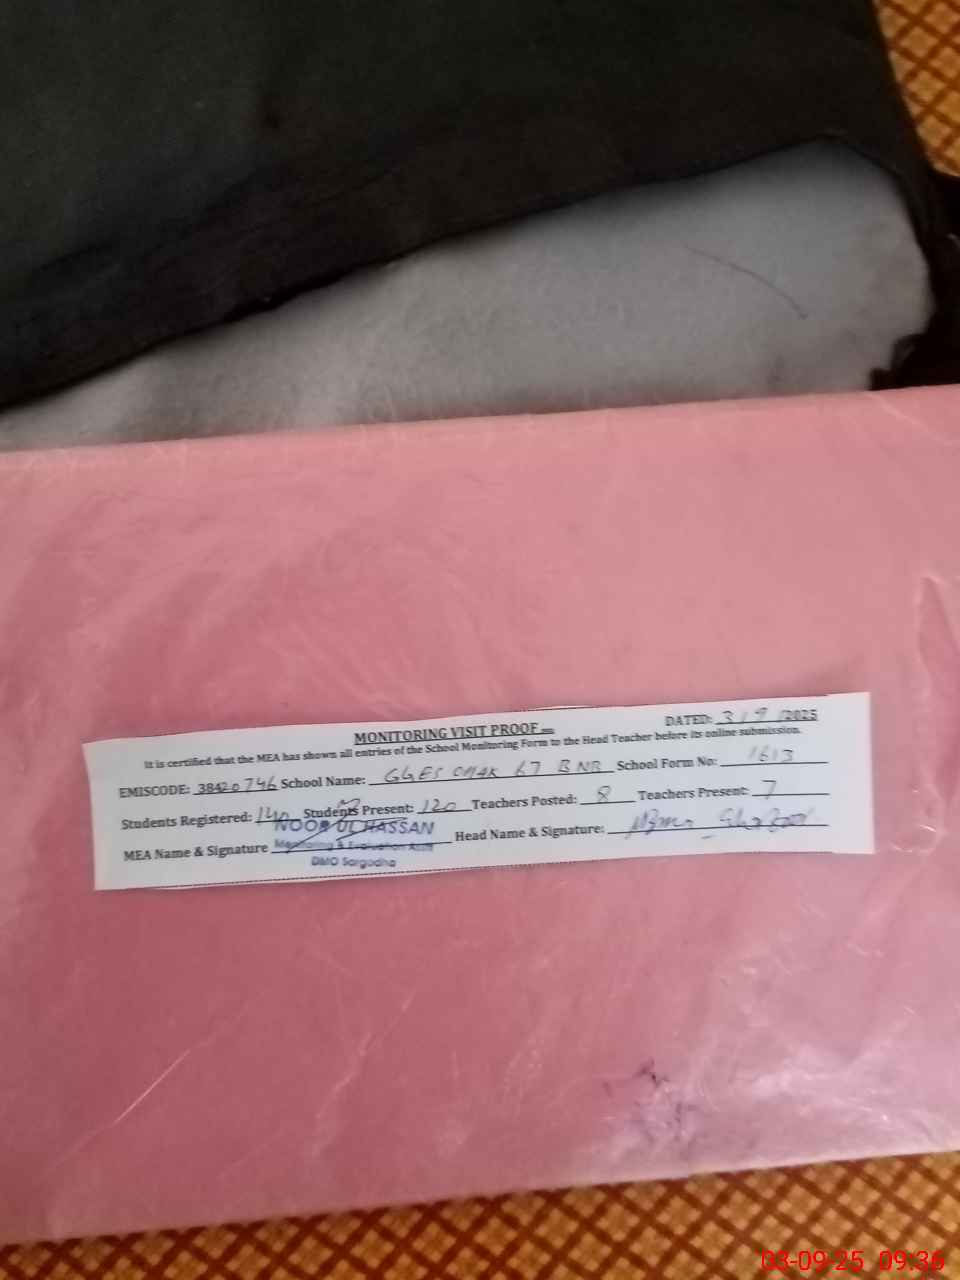 MONITORING VISIT PROOF
DATED: 3/9/2025
It is certified that the MEA has shown all entries of the School Monitoring Form to the Head Teacher before its online submission.
EMISCODE: 38420746 School Name: GGES CHAK 67 BNB School Form No: 1613
Students Registered: 140 Students Present: 120 Teachers Posted: 8 Teachers Present: 7
MEA Name & Signature NOOR UL HASSAN Head Name & Signature:
Monitoring & Evaluation Asstt
DMO Sargodha
03-09-25 09:36